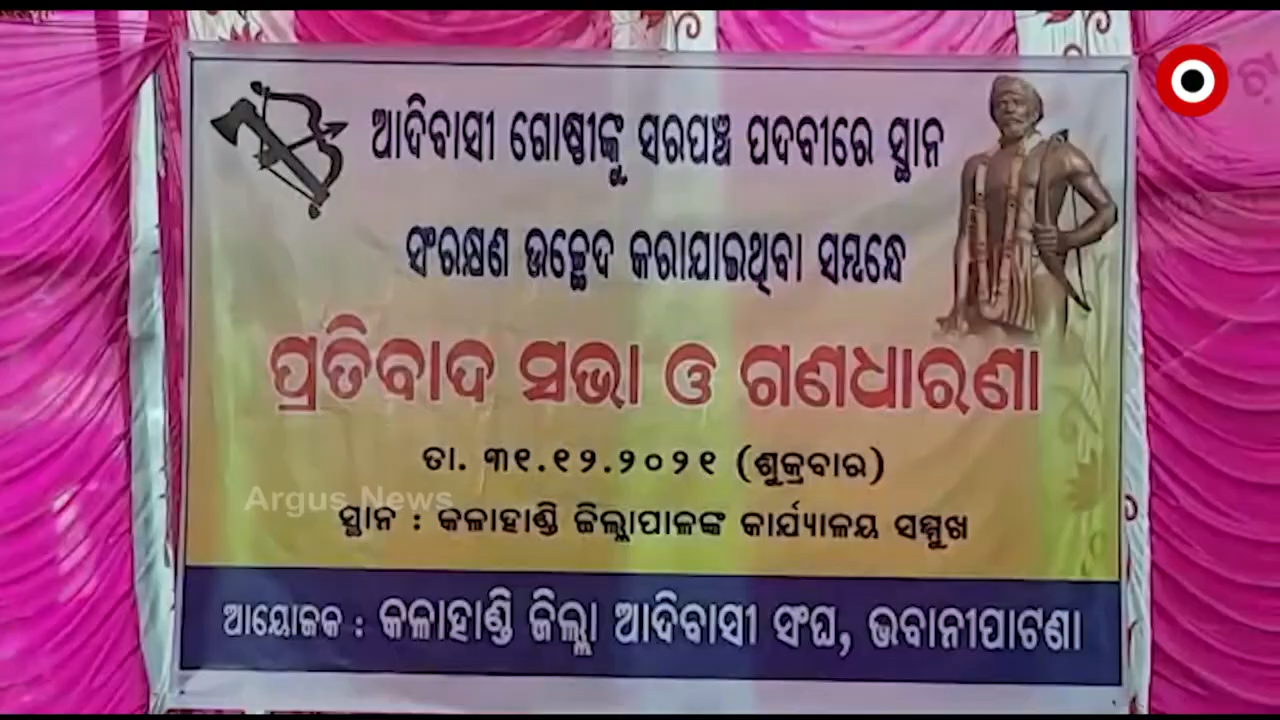 ଆଦିବାସୀ ଗୋଷ୍ଠୀଙ୍କୁ ସରପଞ୍ଚ ପଦବୀରେ ସ୍ଥାନ
ସଂରକ୍ଷଣ ଉଚ୍ଛେଦ କରାଯାଇଥିବା ସମ୍ବନ୍ଧେ
ପ୍ରତିବାଦ ସଭା ଓ ଗଣଧାରଣା
ତା. ୩୧.୧୨.୨୦୨୧ (ଶୁକ୍ରବାର)
Argus News
ସ୍ଥାନ : କଳାହାଣ୍ଡି ଜିଲ୍ଲାପାଳଙ୍କ କାର୍ଯ୍ୟାଳୟ ସମ୍ମୁଖ
ଆୟୋଜକ : କଳାହାଣ୍ଡି ଜିଲ୍ଲା ଆଦିବାସୀ ସଂଘ, ଭବାନୀପାଟଣା